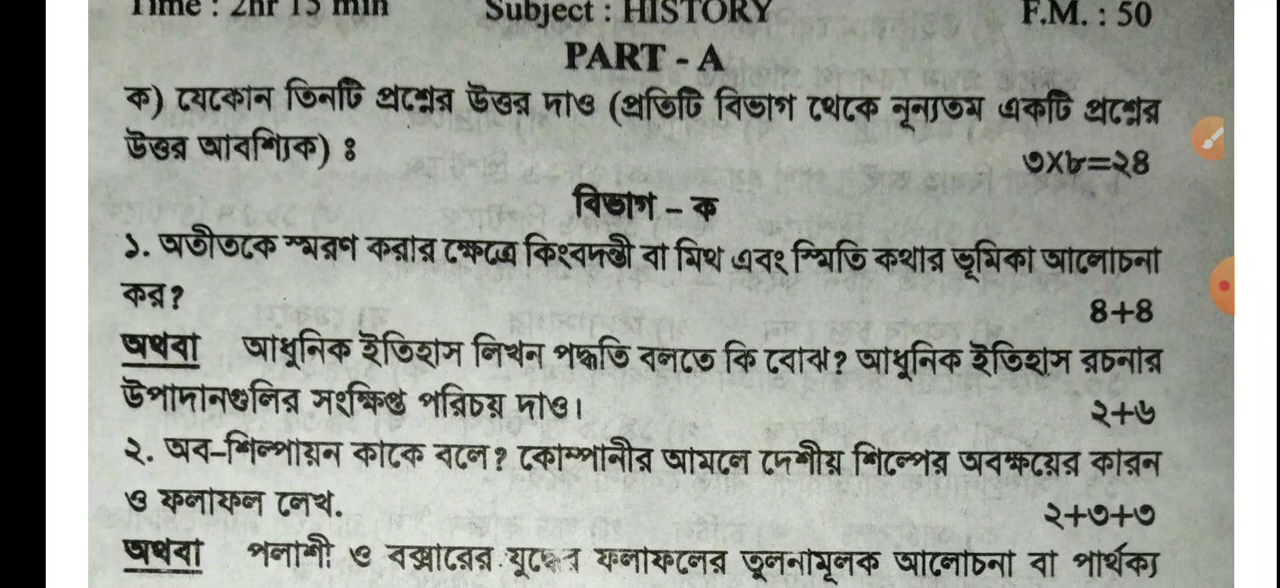 Time : 2hr 15 min Subject : HISTORY F.M. : 50
PART - A
ক) যেকোন তিনটি প্রশ্নের উত্তর দাও (প্রতিটি বিভাগ থেকে নূন্যতম একটি প্রশ্নের
উত্তর আবশ্যিক) ঃ ৩X৮=২৪
বিভাগ – ক
১. অতীতকে স্মরণ করার ক্ষেত্রে কিংবদন্তী বা মিথ এবং স্মিতি কথার ভূমিকা আলোচনা
কর? ৪+৪
অথবা আধুনিক ইতিহাস লিখন পদ্ধতি বলতে কি বোঝ? আধুনিক ইতিহাস রচনার
উপাদানগুলির সংক্ষিপ্ত পরিচয় দাও। ২+৬
২. অব-শিল্পায়ন কাকে বলে? কোম্পানীর আমলে দেশীয় শিল্পের অবক্ষয়ের কারন
ও ফলাফল লেখ. ২+৩+৩
অথবা পলাশী ও বক্সারের যুদ্ধের ফলাফলের তুলনামূলক আলোচনা বা পার্থক্য